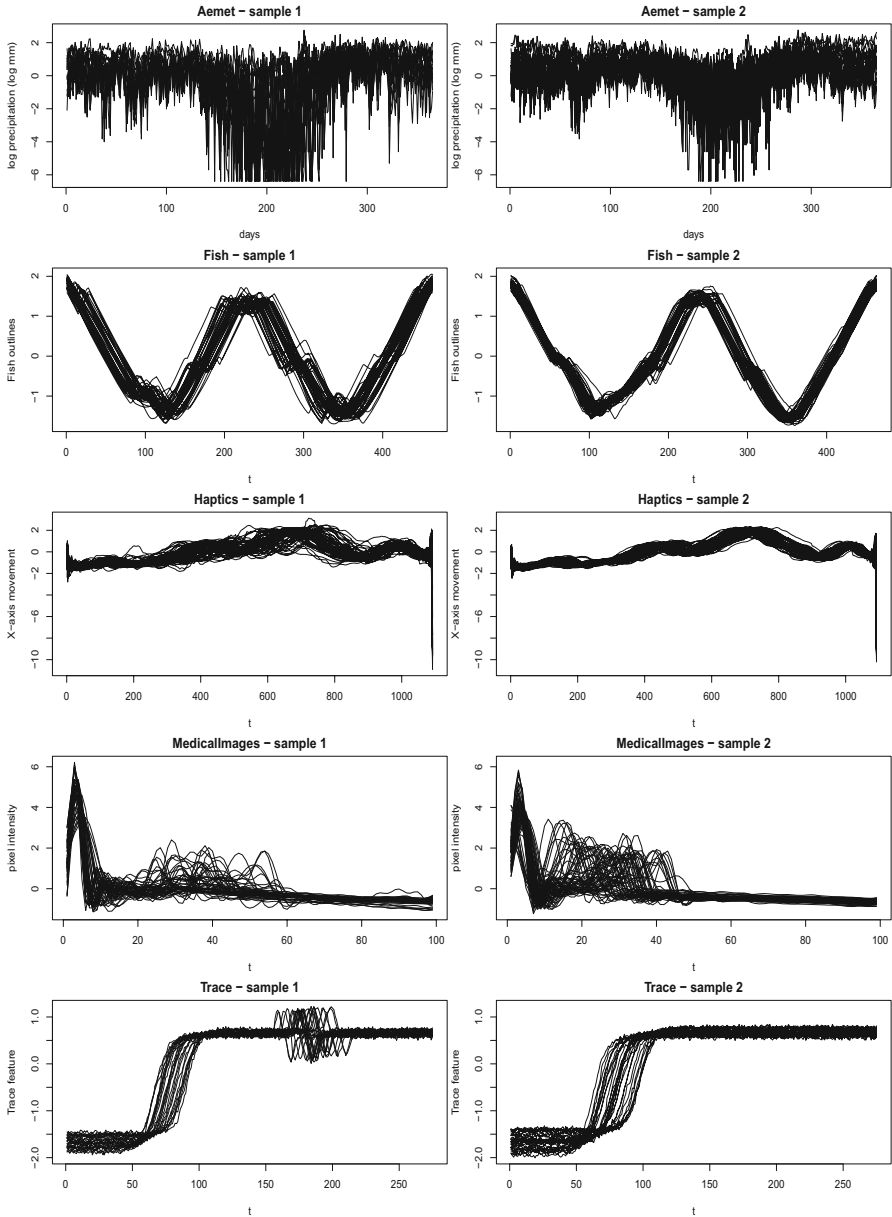 Aemet – sample 1
log precipitation (log mm)
2
0
−2
−4
−6
0 100 200 300
days
Aemet – sample 2
log precipitation (log mm)
2
0
−2
−4
−6
0 100 200 300
days
Fish – sample 1
Fish outlines
2
1
0
−1
0 100 200 300 400
t
Fish – sample 2
Fish outlines
2
1
0
−1
0 100 200 300 400
t
Haptics – sample 1
X−axis movement
2
0
−2
−6
−10
0 200 400 600 800 1000
t
Haptics – sample 2
X−axis movement
2
0
−2
−6
−10
0 200 400 600 800 1000
t
MedicalImages – sample 1
pixel intensity
6
4
2
0
0 20 40 60 80 100
t
MedicalImages – sample 2
pixel intensity
6
4
2
0
0 20 40 60 80 100
t
Trace – sample 1
Trace feature
1.0
0.0
−1.0
−2.0
0 50 100 150 200 250
t
Trace – sample 2
Trace feature
1.0
0.0
−1.0
−2.0
0 50 100 150 200 250
t